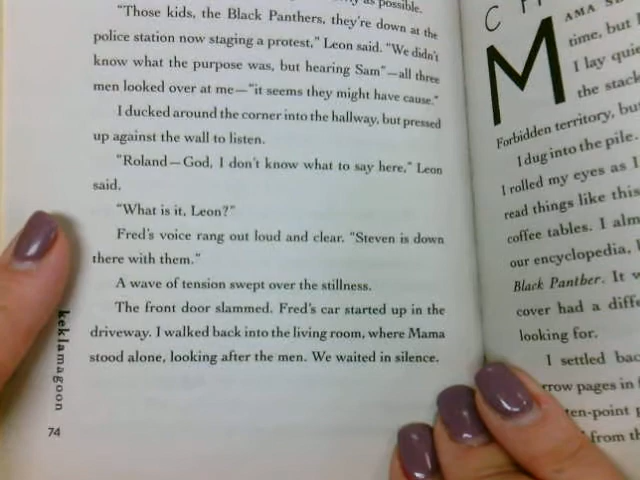 as possible.
"Those kids, the Black Panthers, they're down at the
police station now staging a protest," Leon said. "We didn't
know what the purpose was, but hearing Sam"—all three
men looked over at me—"it seems they might have cause."
I ducked around the corner into the hallway, but pressed
up against the wall to listen.
"Roland—God, I don't know what to say here," Leon
said.
"What is it, Leon?"
Fred's voice rang out loud and clear. "Steven is down
there with them."
A wave of tension swept over the stillness.
The front door slammed. Fred's car started up in the
driveway. I walked back into the living room, where Mama
stood alone, looking after the men. We waited in silence.
keklamagoon
74
C H
MAMA
time, but
I lay quie
the stack
Forbidden territory, bu
I dug into the pile.
I rolled my eyes as I
read things like this
coffee tables. I alm
our encyclopedia,
Black Panther. It
cover had a diffe
looking for.
I settled bac
rrow pages in
ten-point
from th